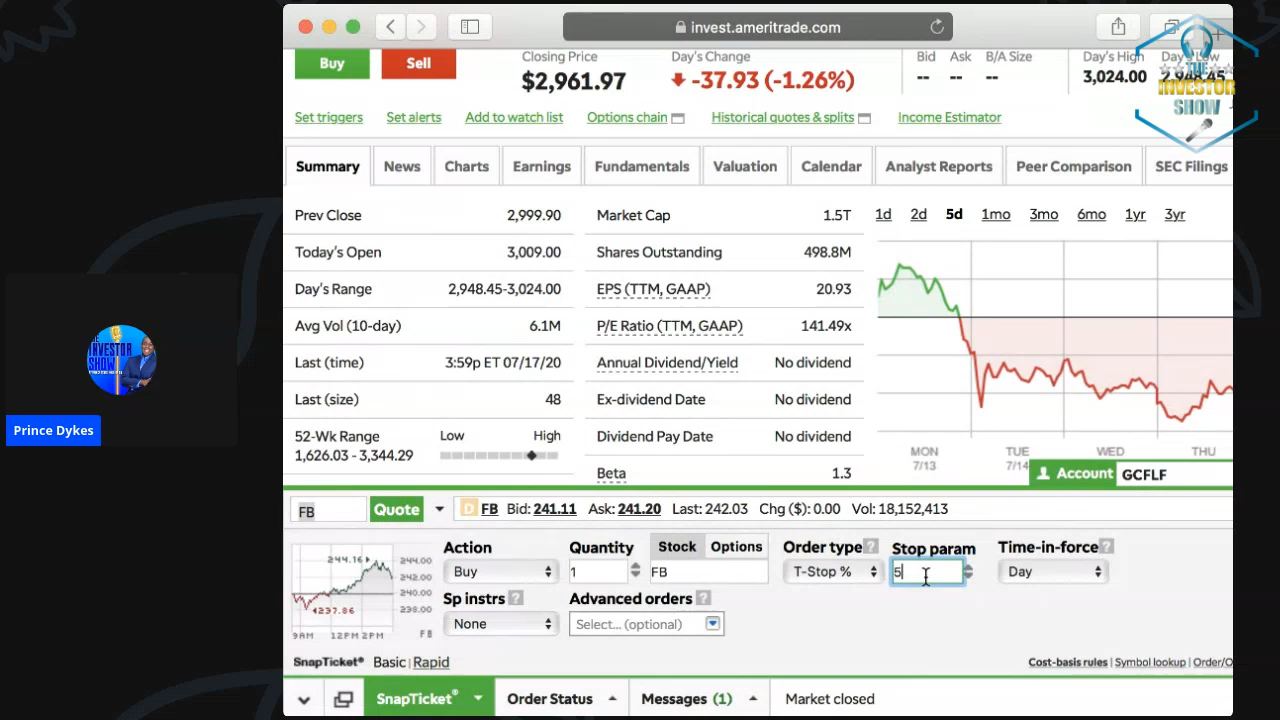 invest.ameritrade.com
Buy
Sell
Closing Price
$2,961.97
Day's Change
-37.93 (-1.26%)
Bid Ask B/A Size
-- -- --
Day's High
3,024.00
THE
INVESTOR
SHOW
Set triggers
Set alerts
Add to watch list
Options chain
Historical quotes & splits
Income Estimator
Summary
News
Charts
Earnings
Fundamentals
Valuation
Calendar
Analyst Reports
Peer Comparison
SEC Filings
Prev Close 2,999.90
Today's Open 3,009.00
Day's Range 2,948.45-3,024.00
Avg Vol (10-day) 6.1M
Last (time) 3:59p ET 07/17/20
Last (size) 48
52-Wk Range Low High
1,626.03 - 3,344.29
Market Cap 1.5T
Shares Outstanding 498.8M
EPS (TTM, GAAP) 20.93
P/E Ratio (TTM, GAAP) 141.49x
Annual Dividend/Yield No dividend
Ex-dividend Date No dividend
Dividend Pay Date No dividend
Beta 1.3
1d 2d 5d 1mo 3mo 6mo 1yr 3yr
MON TUE WED THU
7/13 7/14
Account GCFLF
THE
INVESTOR
SHOW
Prince Dykes
FB Quote
FB Bid: 241.11 Ask: 241.20 Last: 242.03 Chg ($): 0.00 Vol: 18,152,413
244.16
237.86
244.00
242.00
240.00
238.00
9AM 12PM 2PM FB
Action
Buy
Quantity
1
Stock Options
FB
Order type ?
T-Stop %
Stop param
5
Time-in-force ?
Day
Sp instrs ?
None
Advanced orders ?
Select... (optional)
SnapTicket® Basic | Rapid
Cost-basis rules | Symbol lookup | Order/O
SnapTicket®
Order Status
Messages (1)
Market closed